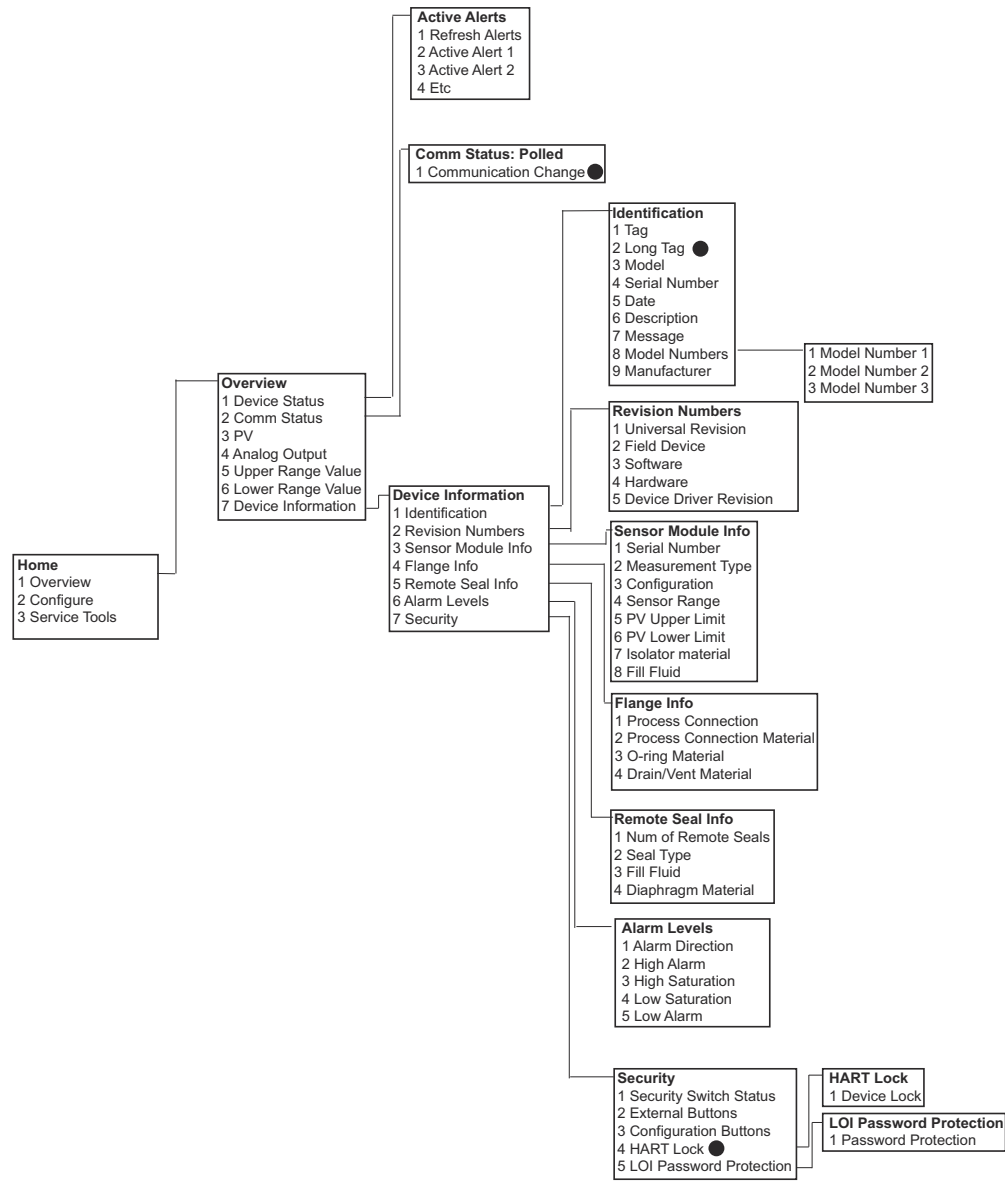 Active Alerts
1 Refresh Alerts
2 Active Alert 1
3 Active Alert 2
4 Etc
Comm Status: Polled
1 Communication Change
Identification
1 Tag
2 Long Tag
3 Model
4 Serial Number
5 Date
6 Description
7 Message
8 Model Numbers
9 Manufacturer
1 Model Number 1
2 Model Number 2
3 Model Number 3
Overview
1 Device Status
2 Comm Status
3 PV
4 Analog Output
5 Upper Range Value
6 Lower Range Value
7 Device Information
Revision Numbers
1 Universal Revision
2 Field Device
3 Software
4 Hardware
5 Device Driver Revision
Device Information
1 Identification
2 Revision Numbers
3 Sensor Module Info
4 Flange Info
5 Remote Seal Info
6 Alarm Levels
7 Security
Home
1 Overview
2 Configure
3 Service Tools
Sensor Module Info
1 Serial Number
2 Measurement Type
3 Configuration
4 Sensor Range
5 PV Upper Limit
6 PV Lower Limit
7 Isolator material
8 Fill Fluid
Flange Info
1 Process Connection
2 Process Connection Material
3 O-ring Material
4 Drain/Vent Material
Remote Seal Info
1 Num of Remote Seals
2 Seal Type
3 Fill Fluid
4 Diaphragm Material
Alarm Levels
1 Alarm Direction
2 High Alarm
3 High Saturation
4 Low Saturation
5 Low Alarm
Security
1 Security Switch Status
2 External Buttons
3 Configuration Buttons
4 HART Lock
5 LOI Password Protection
HART Lock
1 Device Lock
LOI Password Protection
1 Password Protection